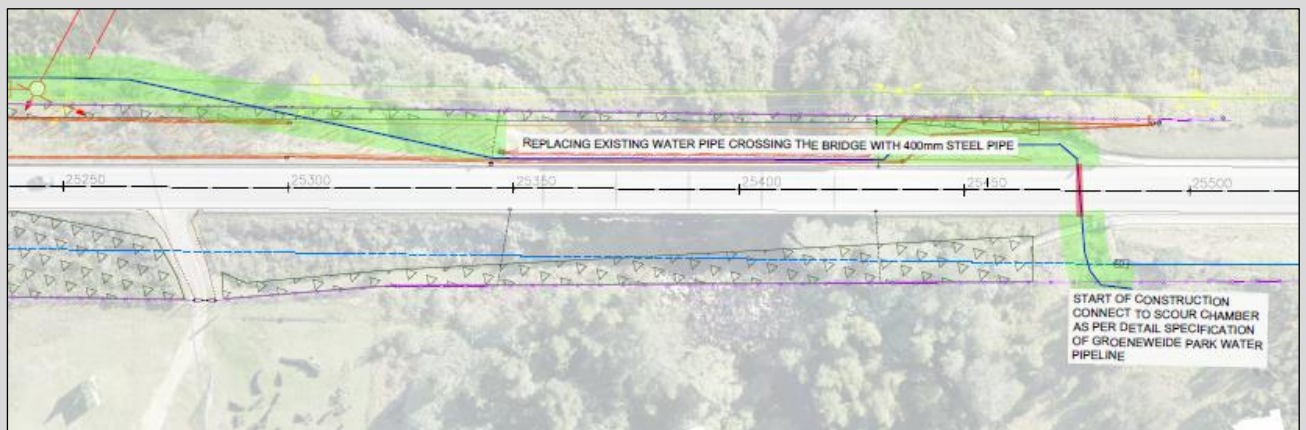 REPLACING EXISTING WATER PIPE CROSSING THE BRIDGE WITH 400mm STEEL PIPE
25250 25300 25350 25400 25450 25500
START OF CONSTRUCTION
CONNECT TO SCOUR CHAMBER
AS PER DETAIL SPECIFICATION
OF GROENEWEIDE PARK WATER
PIPELINE